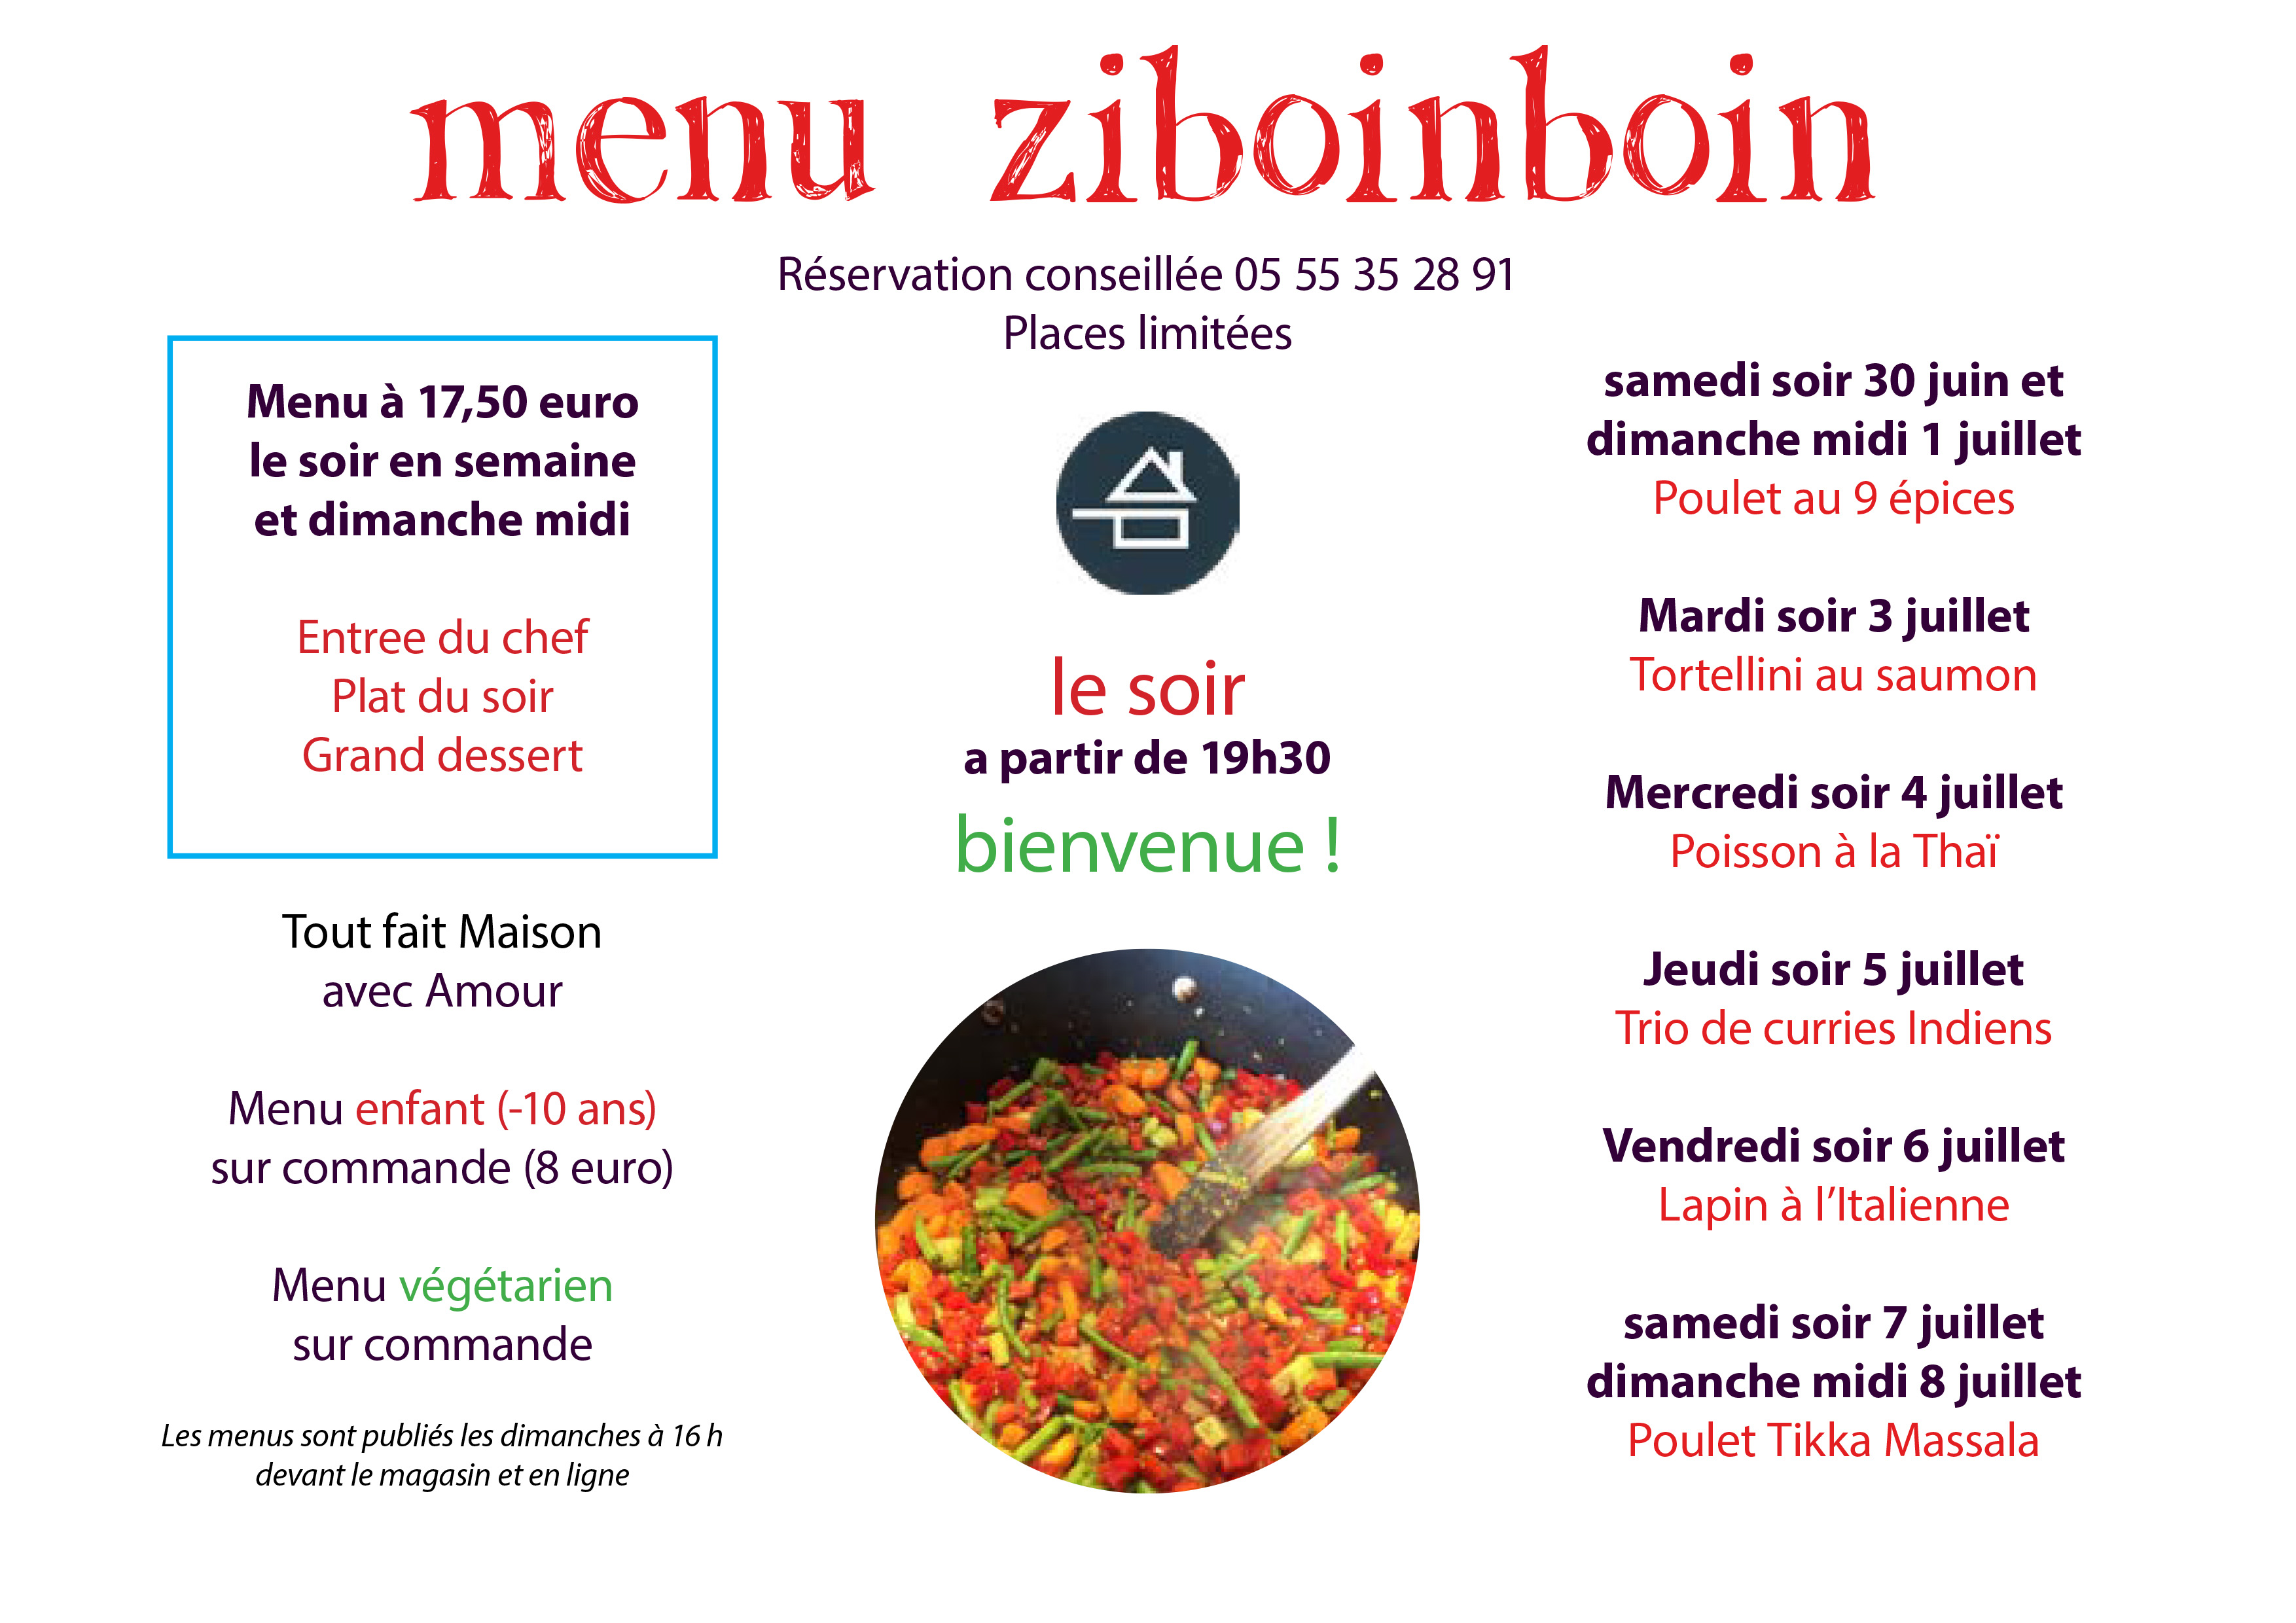 menu ziboinboin
Réservation conseillée 05 55 35 28 91
Places limitées
Menu à 17,50 euro
le soir en semaine
et dimanche midi
Entree du chef
Plat du soir
Grand dessert
Tout fait Maison
avec Amour
Menu enfant (-10 ans)
sur commande (8 euro)
Menu végétarien
sur commande
Les menus sont publiés les dimanches à 16 h
devant le magasin et en ligne
le soir
a partir de 19h30
bienvenue !
samedi soir 30 juin et
dimanche midi 1 juillet
Poulet au 9 épices
Mardi soir 3 juillet
Tortellini au saumon
Mercredi soir 4 juillet
Poisson à la Thaï
Jeudi soir 5 juillet
Trio de curries Indiens
Vendredi soir 6 juillet
Lapin à l’Italienne
samedi soir 7 juillet
dimanche midi 8 juillet
Poulet Tikka Massala